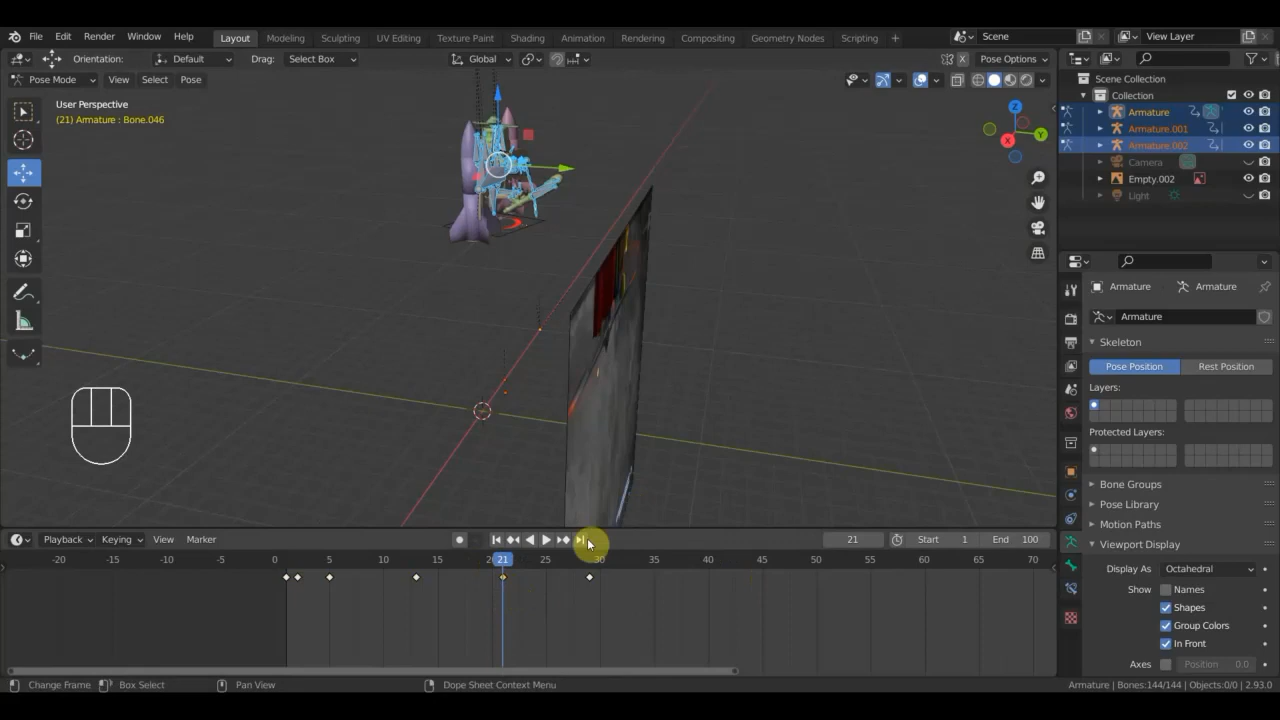 File Edit Render Window Help Layout Modeling Sculpting UV Editing Texture Paint Shading Animation Rendering Compositing Geometry Nodes Scripting + Scene View Layer
Orientation: Default Drag: Select Box Global Pose Options
Pose Mode View Select Pose
User Perspective
(21) Armature : Bone.046
Z
Y
X
Scene Collection
Collection
Armature
Armature.001
Armature.002
Camera
Empty.002
Light
Armature Armature
Armature
Skeleton
Pose Position Rest Position
Layers:
Protected Layers:
Bone Groups
Pose Library
Motion Paths
Viewport Display
Display As Octahedral
Show Names
Shapes
Group Colors
In Front
Axes Position 0.0
Playback Keying View Marker 21 Start 1 End 100
-20 -15 -10 -5 0 5 10 15 20 21 25 30 35 40 45 50 55 60 65 70
Change Frame Box Select Pan View Dope Sheet Context Menu Armature | Bones:144/144 | Objects:0/0 | 2.93.0